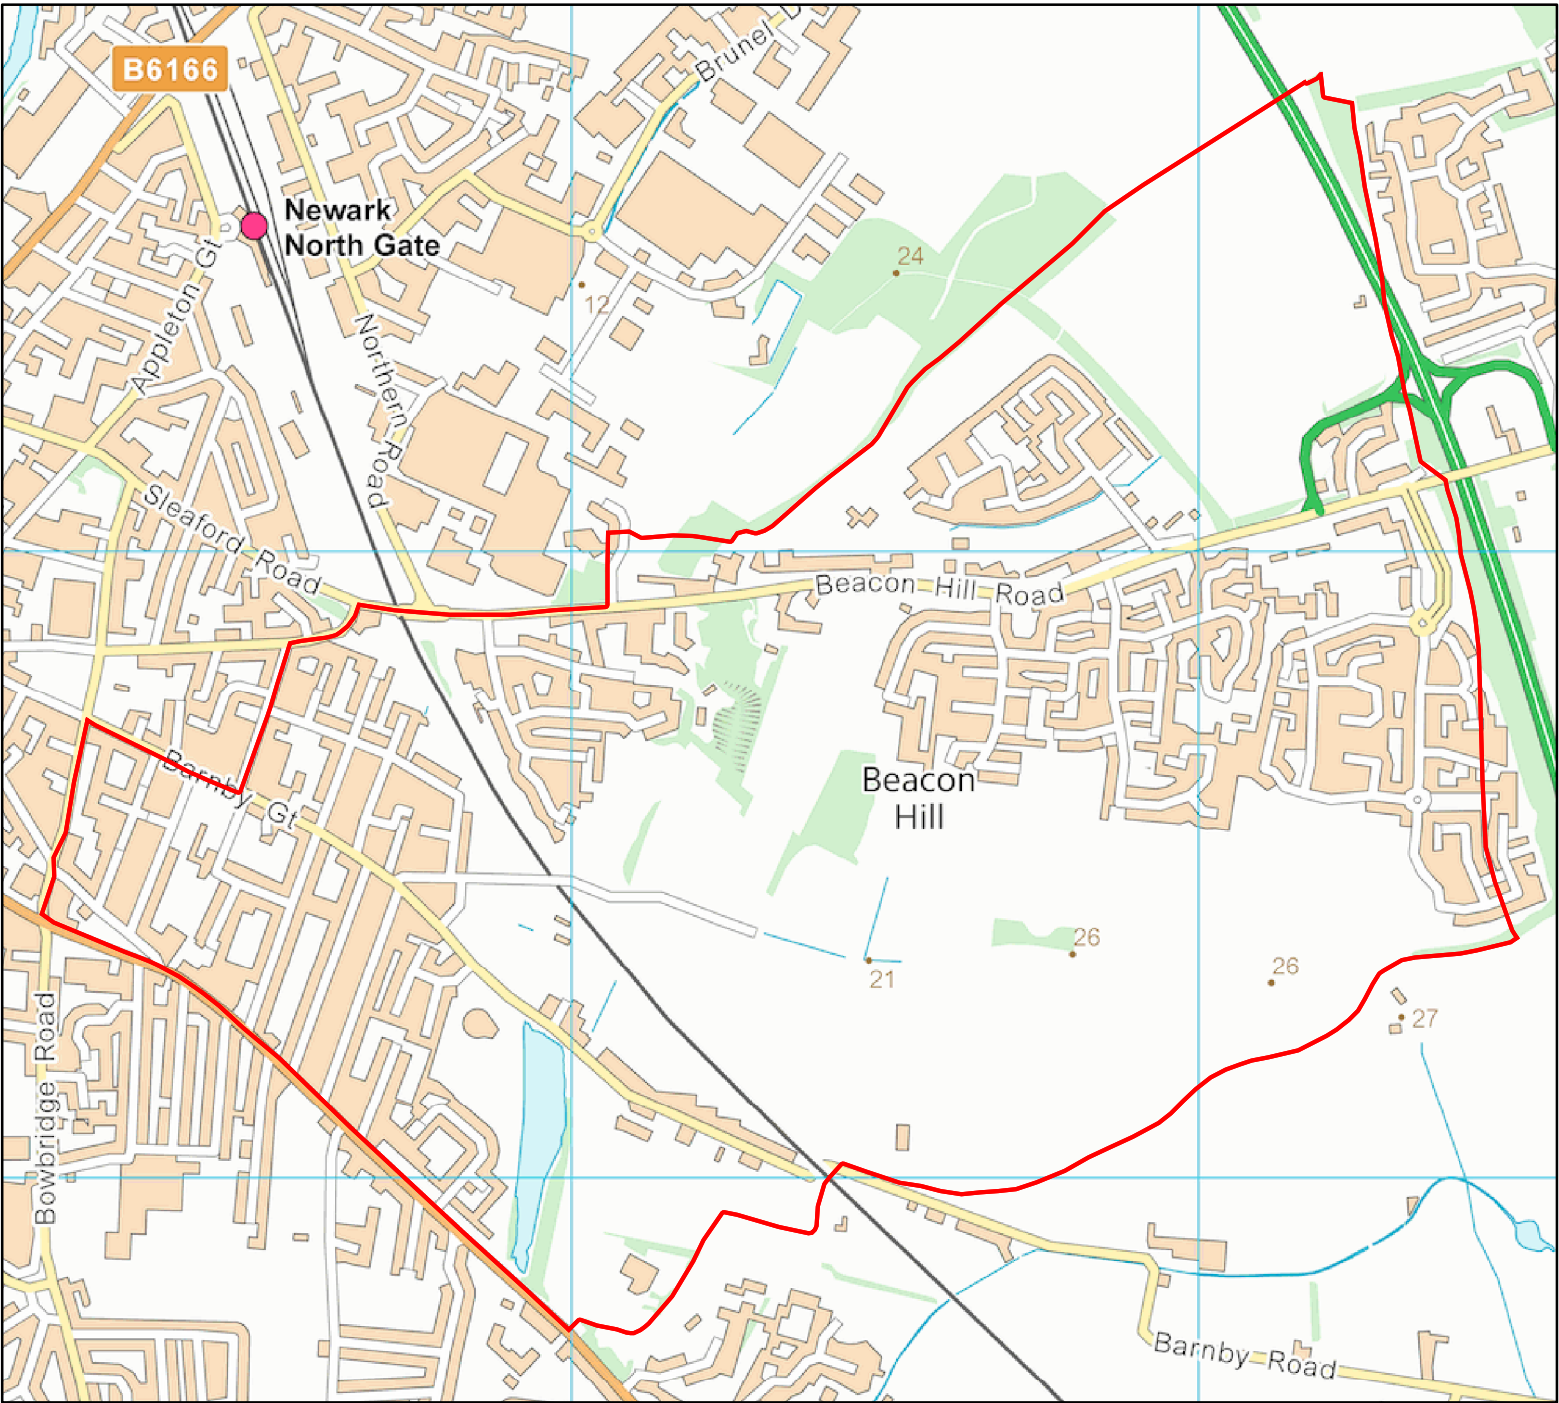 B6166
Brunel D
Newark
North Gate
24
12
Appleton Gt
Northern Road
Sleaford Road
Beacon Hill Road
Barnby Gt
Beacon
Hill
26
21
26
27
Bowbridge Road
Barnby Road